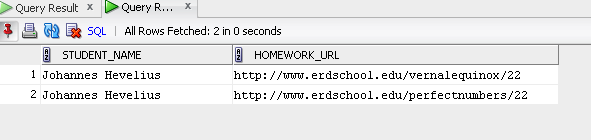 Query Result × Query R... ×
SQL | All Rows Fetched: 2 in 0 seconds
STUDENT_NAME HOMEWORK_URL
1 Johannes Hevelius http://www.erdschool.edu/vernalequinox/22
2 Johannes Hevelius http://www.erdschool.edu/perfectnumbers/22